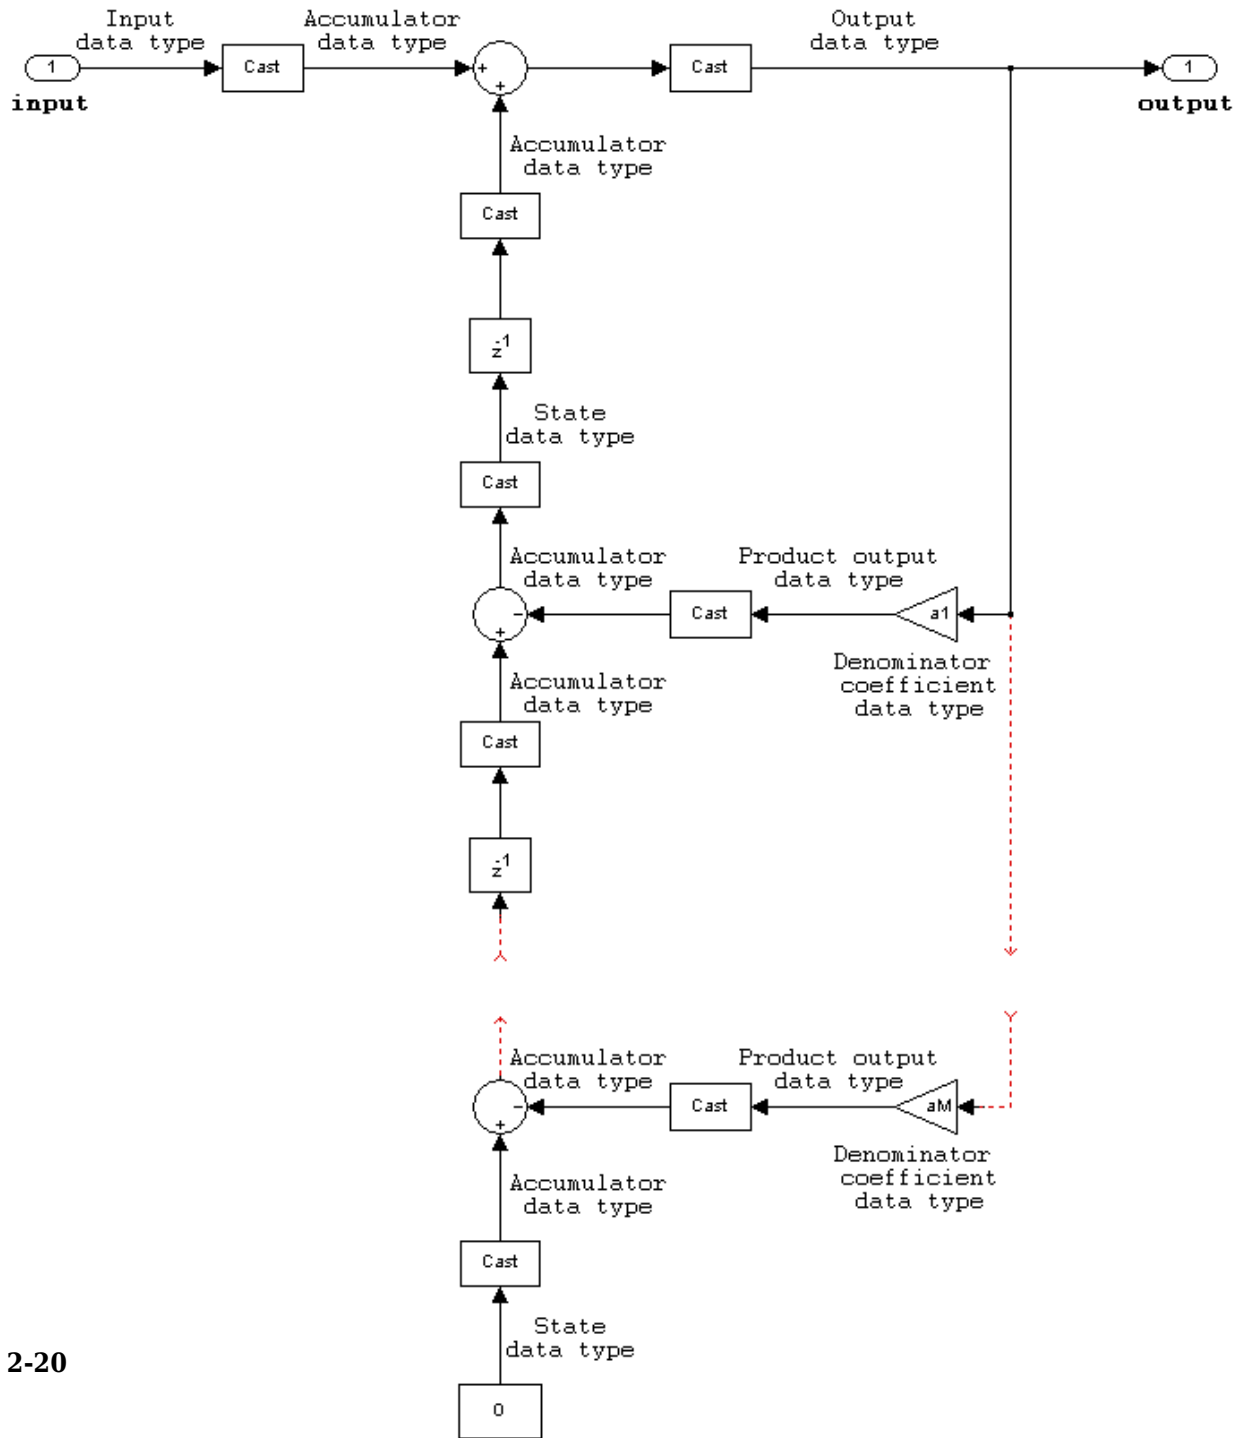 Input
data type
Accumulator
data type
Output
data type
1
Cast
+
+
Cast
1
input
output
Accumulator
data type
Cast
z-1
State
data type
Cast
Accumulator
data type
Product output
data type
-
+
Cast
a1
Accumulator
data type
Denominator
coefficient
data type
Cast
z-1
Accumulator
data type
Product output
data type
-
+
Cast
aM
Accumulator
data type
Denominator
coefficient
data type
Cast
State
data type
2-20
0